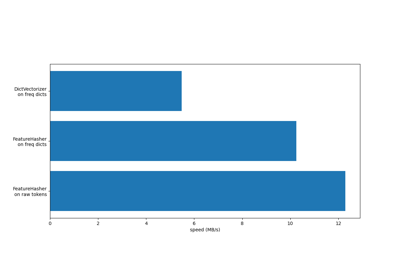 DictVectorizer
on freq dicts
FeatureHasher
on freq dicts
FeatureHasher
on raw tokens
0 2 4 6 8 10 12
speed (MB/s)